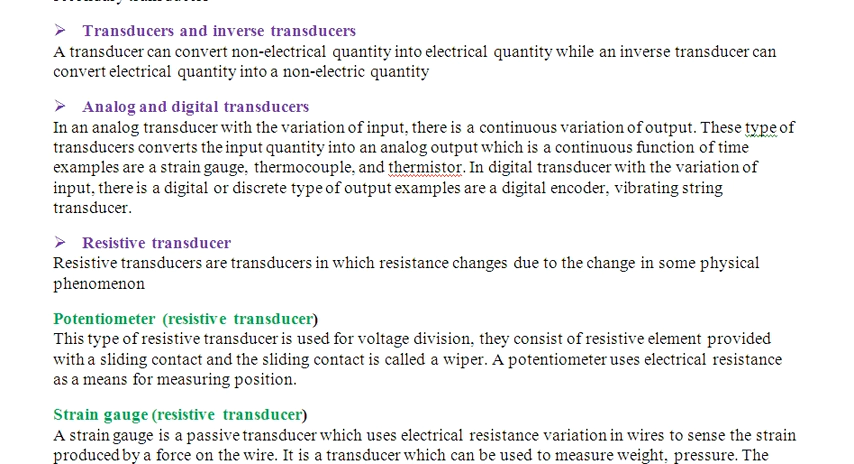 ➢ Transducers and inverse transducers
A transducer can convert non-electrical quantity into electrical quantity while an inverse transducer can
convert electrical quantity into a non-electric quantity
➢ Analog and digital transducers
In an analog transducer with the variation of input, there is a continuous variation of output. These type of
transducers converts the input quantity into an analog output which is a continuous function of time
examples are a strain gauge, thermocouple, and thermistor. In digital transducer with the variation of
input, there is a digital or discrete type of output examples are a digital encoder, vibrating string
transducer.
➢ Resistive transducer
Resistive transducers are transducers in which resistance changes due to the change in some physical
phenomenon
Potentiometer (resistive transducer)
This type of resistive transducer is used for voltage division, they consist of resistive element provided
with a sliding contact and the sliding contact is called a wiper. A potentiometer uses electrical resistance
as a means for measuring position.
Strain gauge (resistive transducer)
A strain gauge is a passive transducer which uses electrical resistance variation in wires to sense the strain
produced by a force on the wire. It is a transducer which can be used to measure weight, pressure. The